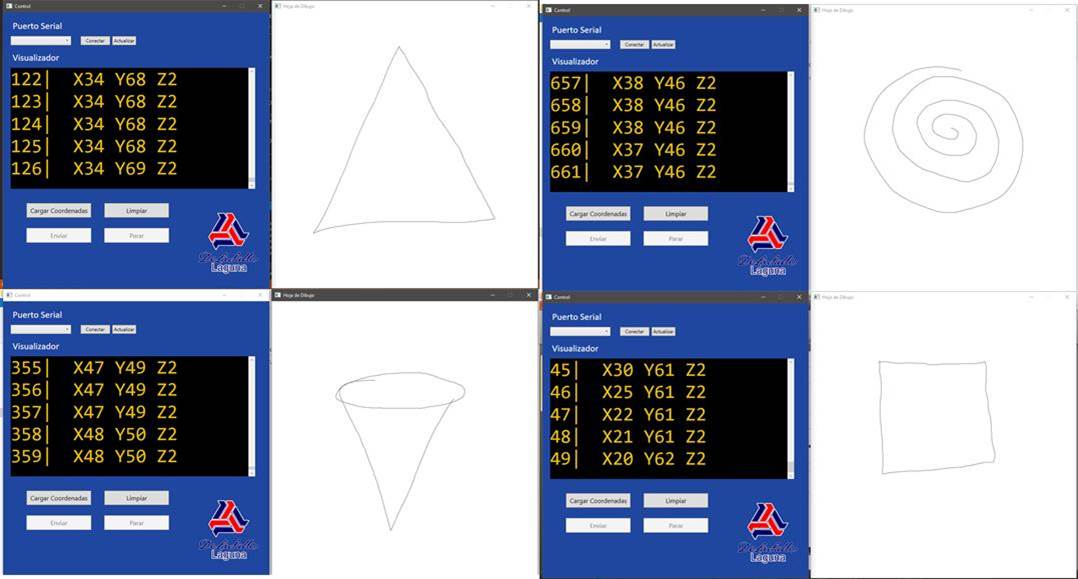 Control
Puerto Serial
Conectar Actualizar
Visualizador
122| X34 Y68 Z2
123| X34 Y68 Z2
124| X34 Y68 Z2
125| X34 Y68 Z2
126| X34 Y69 Z2
Cargar Coordenadas Limpiar
Enviar Parar
Laguna
Hoja de Dibujo
Control
Puerto Serial
Conectar Actualizar
Visualizador
657| X38 Y46 Z2
658| X38 Y46 Z2
659| X38 Y46 Z2
660| X37 Y46 Z2
661| X37 Y46 Z2
Cargar Coordenadas Limpiar
Enviar Parar
Laguna
Hoja de Dibujo
Control
Puerto Serial
Conectar Actualizar
Visualizador
355| X47 Y49 Z2
356| X47 Y49 Z2
357| X47 Y49 Z2
358| X48 Y50 Z2
359| X48 Y50 Z2
Cargar Coordenadas Limpiar
Enviar Parar
Laguna
Hoja de Dibujo
Control
Puerto Serial
Conectar Actualizar
Visualizador
45| X30 Y61 Z2
46| X25 Y61 Z2
47| X22 Y61 Z2
48| X21 Y61 Z2
49| X20 Y62 Z2
Cargar Coordenadas Limpiar
Enviar Parar
Laguna
Hoja de Dibujo